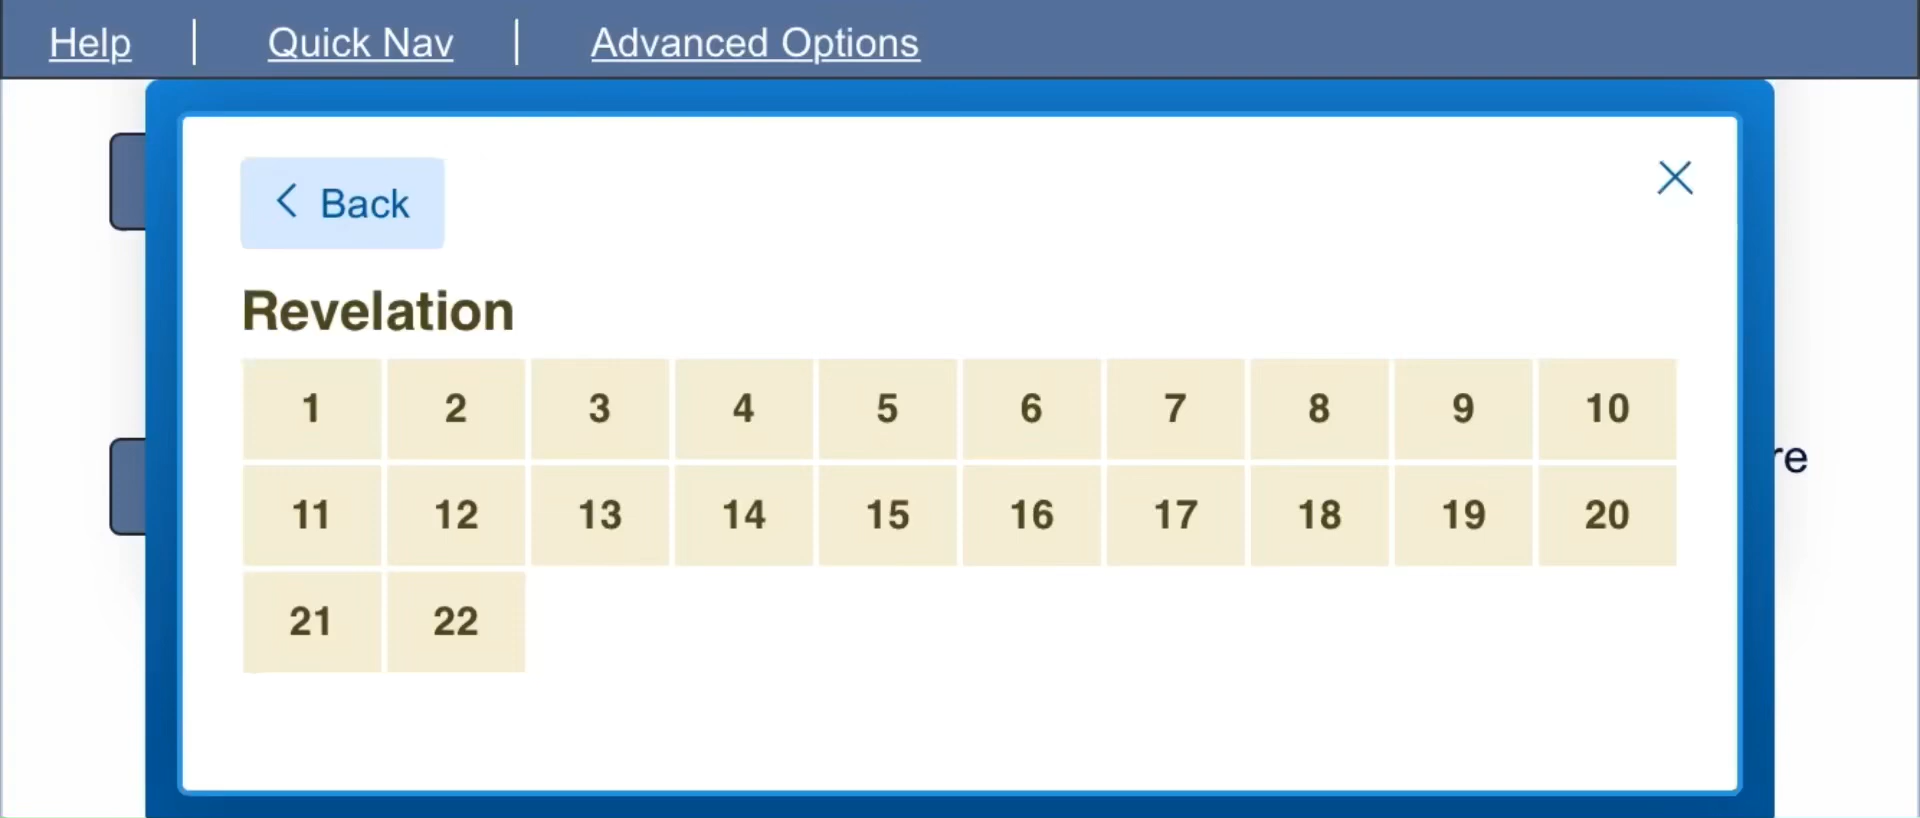 Help | Quick Nav | Advanced Options
Back
Revelation
1 2 3 4 5 6 7 8 9 10
re
11 12 13 14 15 16 17 18 19 20
21 22